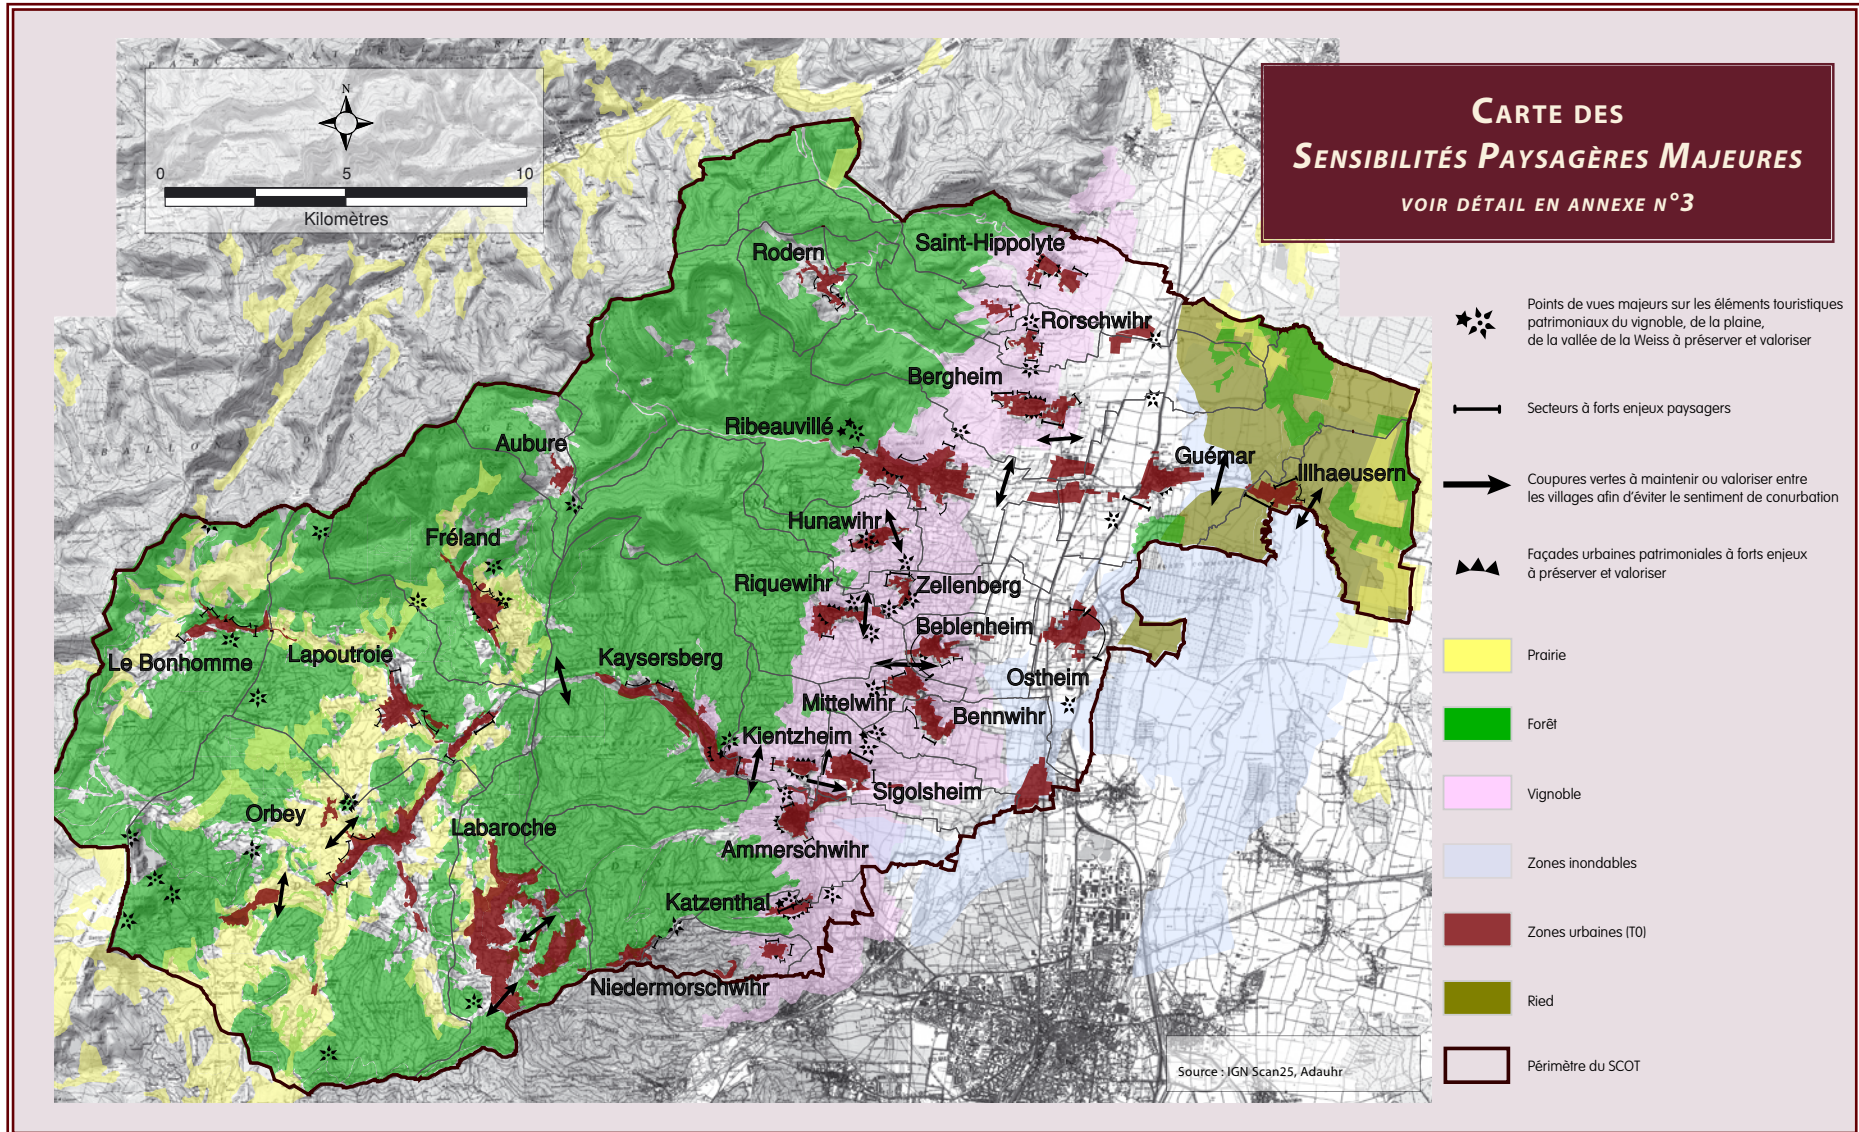 CARTE DES
SENSIBILITÉS PAYSAGÈRES MAJEURES
VOIR DÉTAIL EN ANNEXE N°3
N
0 5 10
Kilomètres
Saint-Hippolyte
Rodern
Rorschwihr
Bergheim
Ribeauvillé
Aubure
Guémar
Illhaeusern
Hunawihr
Fréland
Riquewihr
Zellenberg
Beblenheim
Le Bonhomme
Lapoutroie
Kaysersberg
Ostheim
Mittelwihr
Bennwihr
Kientzheim
Sigolsheim
Orbey
Labaroche
Ammerschwihr
Katzenthal
Niedermorschwihr
Source : IGN Scan25, Adauhr
Points de vues majeurs sur les éléments touristiques
patrimoniaux du vignoble, de la plaine,
de la vallée de la Weiss à préserver et valoriser
Secteurs à forts enjeux paysagers
Coupures vertes à maintenir ou valoriser entre
les villages afin d'éviter le sentiment de conurbation
Façades urbaines patrimoniales à forts enjeux
à préserver et valoriser
Prairie
Forêt
Vignoble
Zones inondables
Zones urbaines (T0)
Ried
Périmètre du SCOT